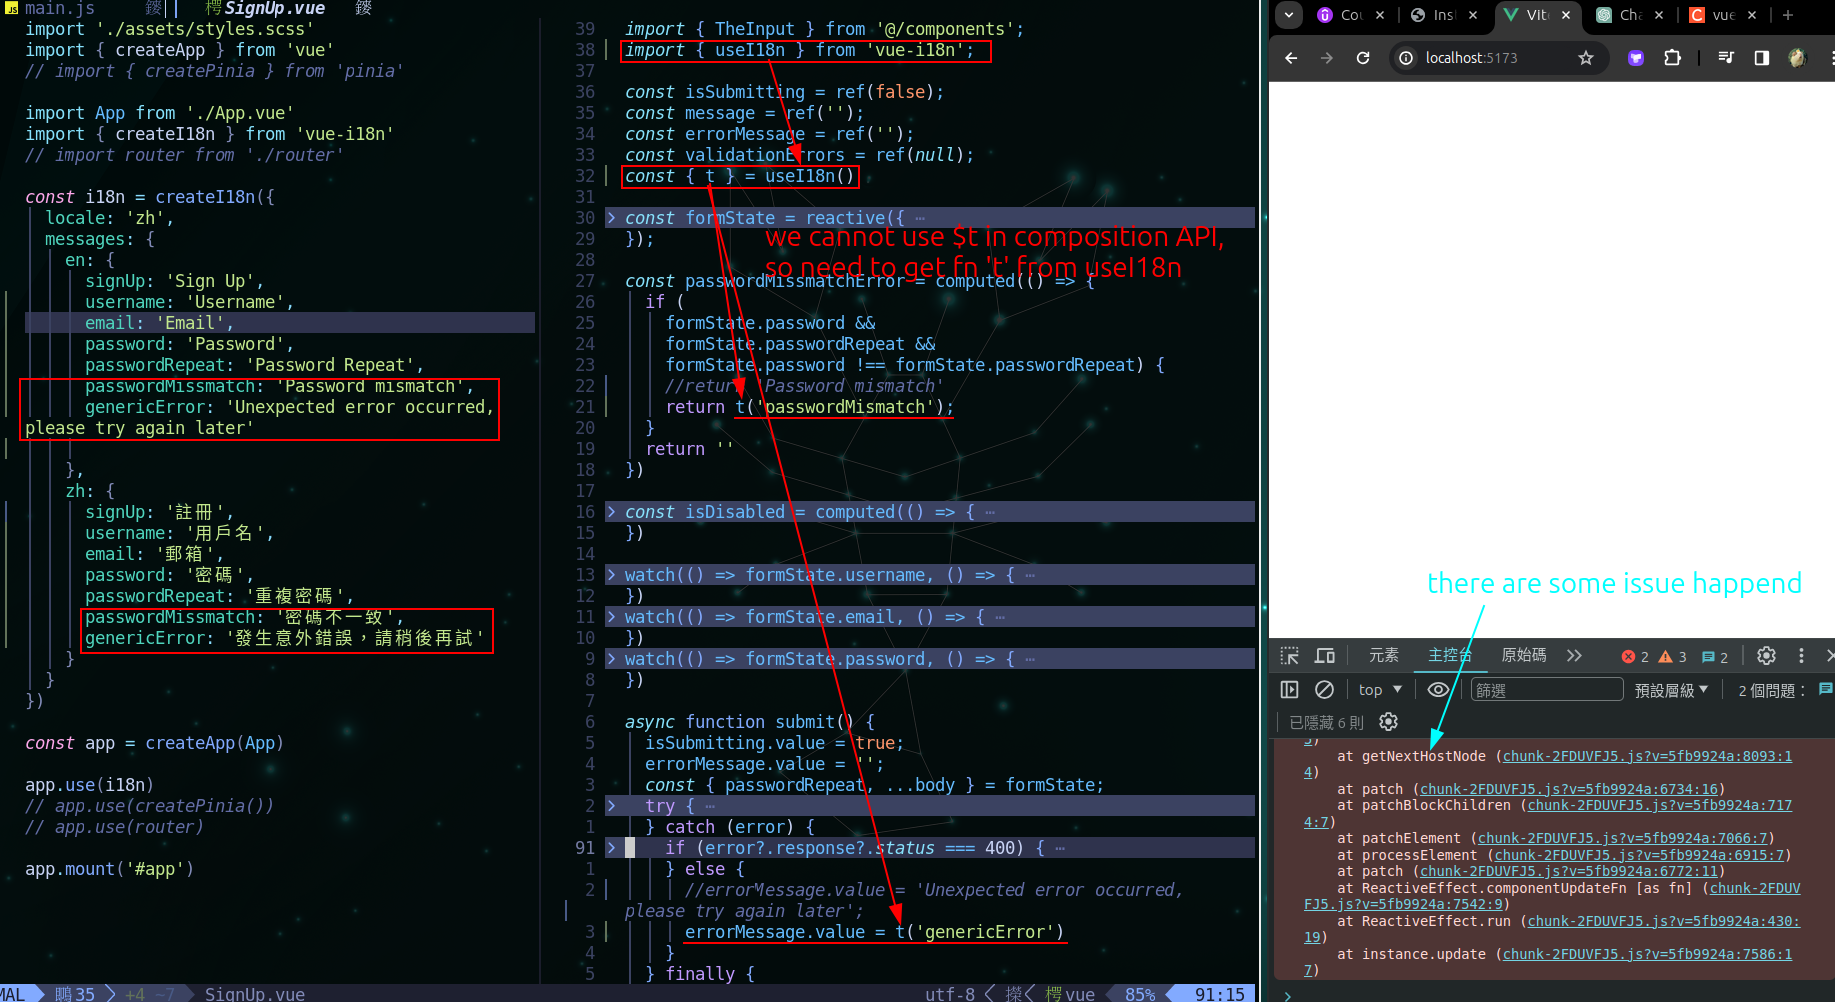 main.js
SignUp.vue
import './assets/styles.scss'
import { createApp } from 'vue'
// import { createPinia } from 'pinia'
import App from './App.vue'
import { createI18n } from 'vue-i18n'
// import router from './router'
const i18n = createI18n({
locale: 'zh',
messages: {
en: {
signUp: 'Sign Up',
username: 'Username',
email: 'Email',
password: 'Password',
passwordRepeat: 'Password Repeat',
passwordMissmatch: 'Password mismatch',
genericError: 'Unexpected error occurred,
please try again later'
},
zh: {
signUp: '註冊',
username: '用戶名',
email: '郵箱',
password: '密碼',
passwordRepeat: '重複密碼',
passwordMissmatch: '密碼不一致',
genericError: '發生意外錯誤，請稍後再試'
}
}
})
const app = createApp(App)
app.use(i18n)
// app.use(createPinia())
// app.use(router)
app.mount('#app')
39 import { TheInput } from '@/components';
38 import { useI18n } from 'vue-i18n';
37
36 const isSubmitting = ref(false);
35 const message = ref('');
34 const errorMessage = ref('');
33 const validationErrors = ref(null);
32 const { t } = useI18n()
31
30 > const formState = reactive({ ⋯
29 });
we cannot use $t in composition API,
so need to get fn 't' from useI18n
28
27 const passwordMissmatchError = computed(() => {
26 if (
25 formState.password &&
24 formState.passwordRepeat &&
23 formState.password !== formState.passwordRepeat) {
22 //return 'Password mismatch'
21 return t('passwordMismatch');
20 }
19 return ''
18 })
17
16 > const isDisabled = computed(() => { ⋯
15 })
14
13 > watch(() => formState.username, () => { ⋯
12 })
11 > watch(() => formState.email, () => { ⋯
10 })
9 > watch(() => formState.password, () => { ⋯
8 })
7
6 async function submit() {
5 isSubmitting.value = true;
4 errorMessage.value = '';
3 const { passwordRepeat, ...body } = formState;
2 > try { ⋯
1 } catch (error) {
91 > if (error?.response?.status === 400) { ⋯
1 } else {
2 //errorMessage.value = 'Unexpected error occurred,
please try again later';
3 errorMessage.value = t('genericError')
4 }
5 } finally {
MAL 35 +4 ~7 SignUp.vue utf-8 vue 85% 91:15
Cou Inst Vite Cha vue
localhost:5173
there are some issue happend
元素 主控台 原始碼 2 3 2
top 篩選 預設層級 2 個問題：
已隱藏 6 則
5)
at getNextHostNode (chunk-2FDUVFJ5.js?v=5fb9924a:8093:1
4)
at patch (chunk-2FDUVFJ5.js?v=5fb9924a:6734:16)
at patchBlockChildren (chunk-2FDUVFJ5.js?v=5fb9924a:717
4:7)
at patchElement (chunk-2FDUVFJ5.js?v=5fb9924a:7066:7)
at processElement (chunk-2FDUVFJ5.js?v=5fb9924a:6915:7)
at patch (chunk-2FDUVFJ5.js?v=5fb9924a:6772:11)
at ReactiveEffect.componentUpdateFn [as fn] (chunk-2FDUV
FJ5.js?v=5fb9924a:7542:9)
at ReactiveEffect.run (chunk-2FDUVFJ5.js?v=5fb9924a:430:
19)
at instance.update (chunk-2FDUVFJ5.js?v=5fb9924a:7586:1
7)